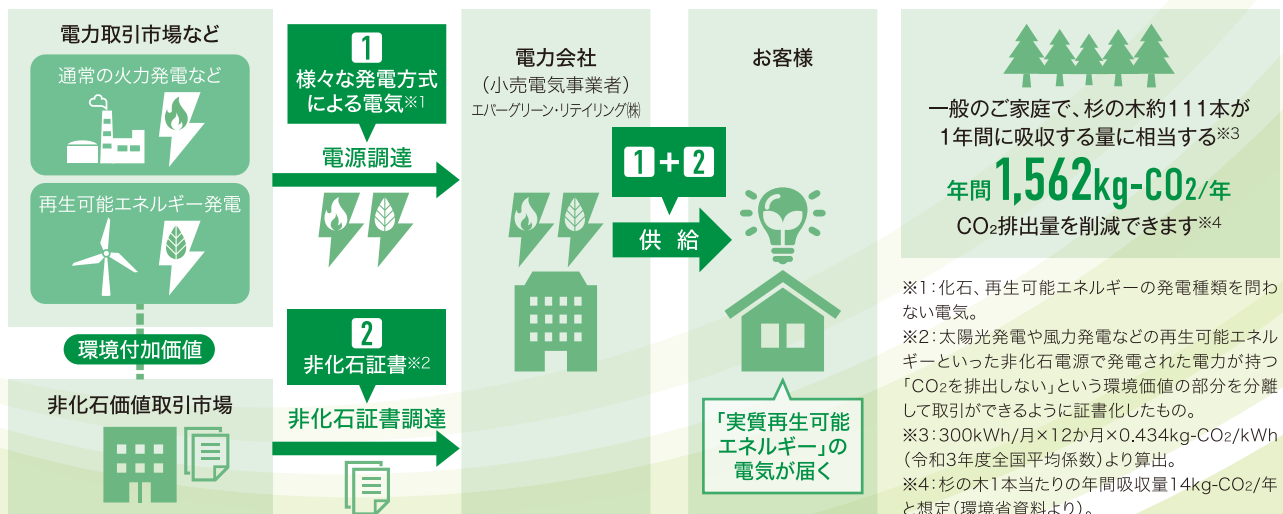 電力取引市場など
通常の火力発電など
再生可能エネルギー発電
環境付加価値
非化石価値取引市場
1
様々な発電方式
による電気※1
電源調達
2
非化石証書※2
非化石証書調達
電力会社
(小売電気事業者)
エバーグリーン・リテイリング㈱
1+2
供給
お客様
「実質再生可能
エネルギー」の
電気が届く
一般のご家庭で、杉の木約111本が
1年間に吸収する量に相当する※3
年間1,562kg-CO2/年
CO2排出量を削減できます※4
※1:化石、再生可能エネルギーの発電種類を問わ
ない電気。
※2:太陽光発電や風力発電などの再生可能エネル
ギーといった非化石電源で発電された電力が持つ
「CO2を排出しない」という環境価値の部分を分離
して取引ができるように証書化したもの。
※3:300kWh/月×12か月×0.434kg-CO2/kWh
(令和3年度全国平均係数)より算出。
※4:杉の木1本当たりの年間吸収量14kg-CO2/年
と想定(環境省資料より)。